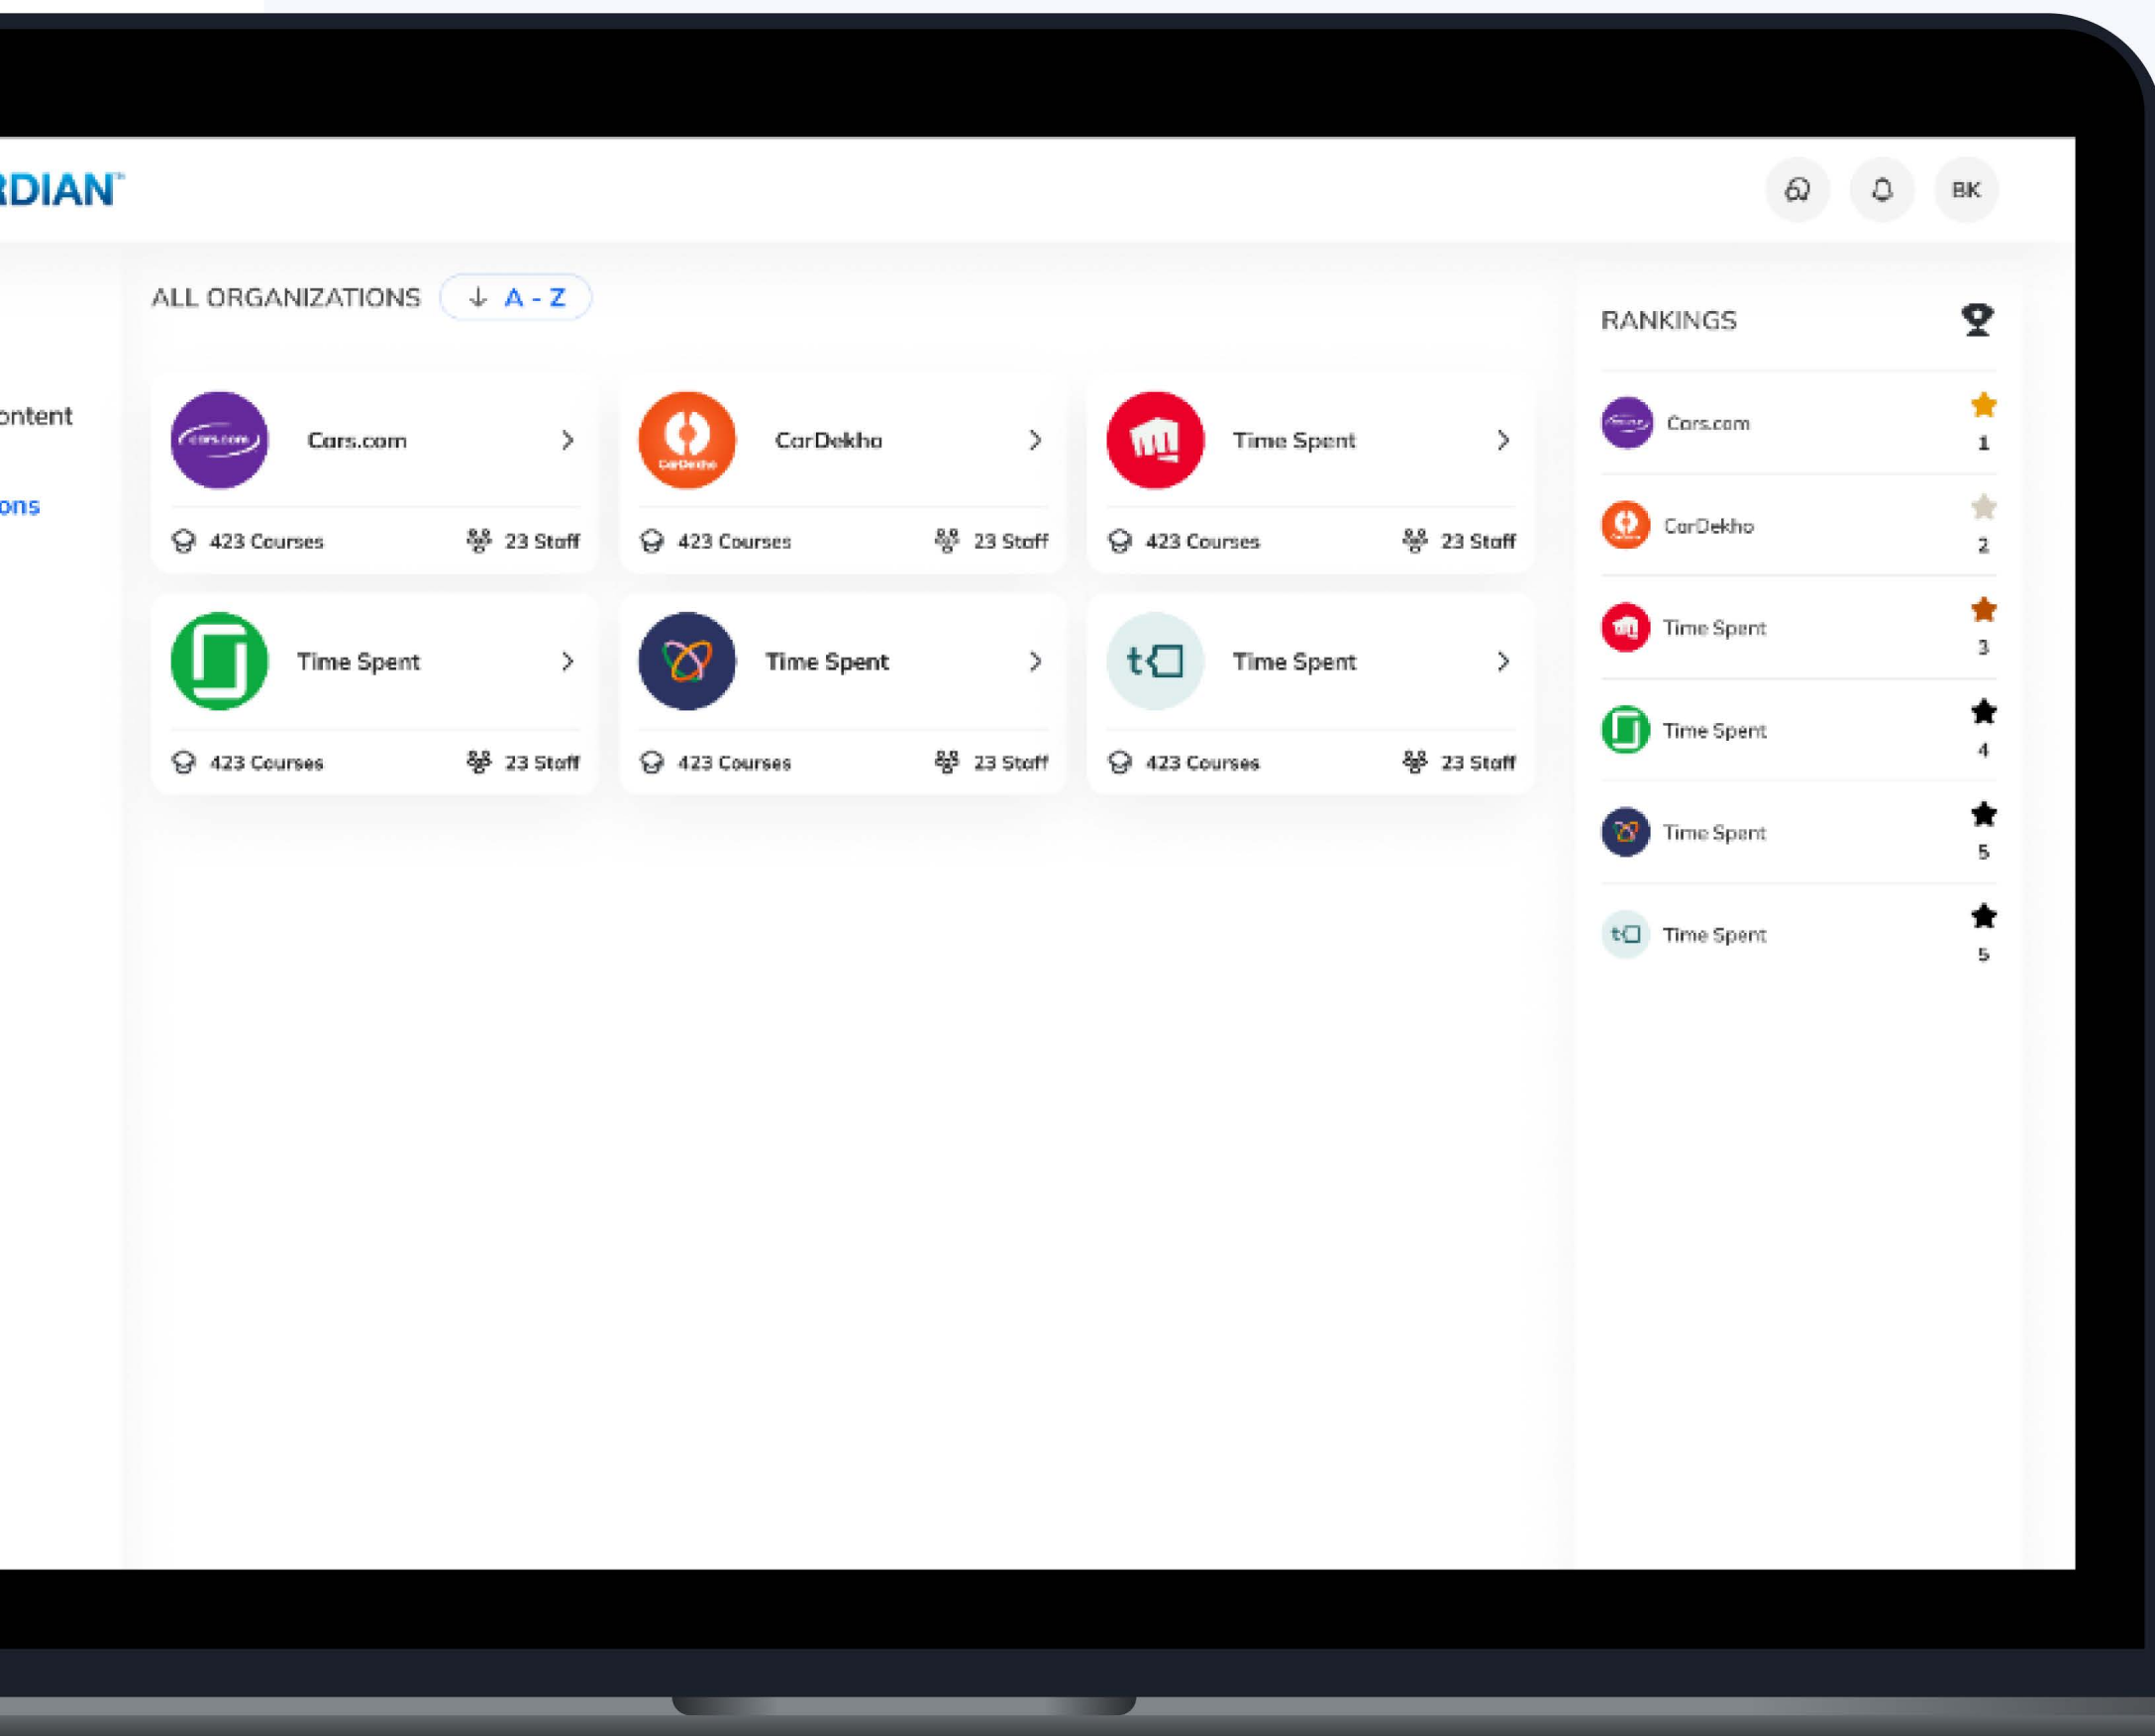 RDIAN
BK
ontent
ons
ALL ORGANIZATIONS
A - Z
cars.com
Cars.com
423 Courses
23 Staff
CarDekho
CarDekho
423 Courses
23 Staff
Time Spent
423 Courses
23 Staff
Time Spent
423 Courses
23 Staff
Time Spent
423 Courses
23 Staff
t
Time Spent
423 Courses
23 Staff
RANKINGS
Cars.com
1
CarDekho
2
Time Spent
3
Time Spent
4
Time Spent
5
t
Time Spent
5